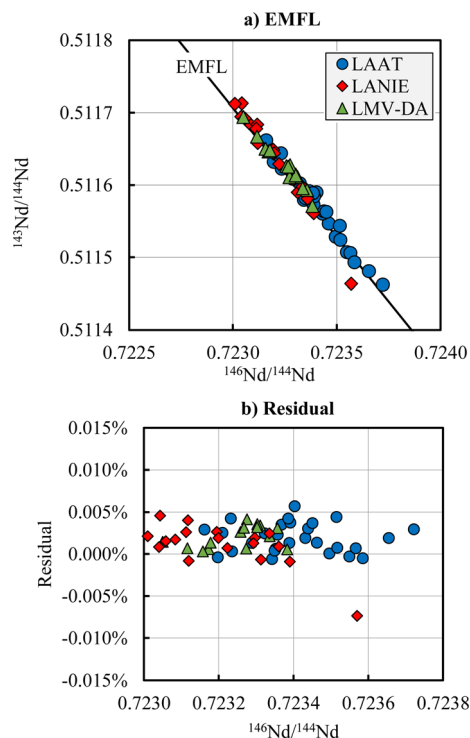 a) EMFL
0.5118
0.5117
0.5116
0.5115
0.5114
¹⁴³Nd/¹⁴⁴Nd
EMFL
LAAT
LANIE
LMV-DA
0.7225 0.7230 0.7235 0.7240
¹⁴⁶Nd/¹⁴⁴Nd
b) Residual
0.015%
0.010%
0.005%
0.000%
-0.005%
-0.010%
-0.015%
Residual
0.7230 0.7232 0.7234 0.7236 0.7238
¹⁴⁶Nd/¹⁴⁴Nd